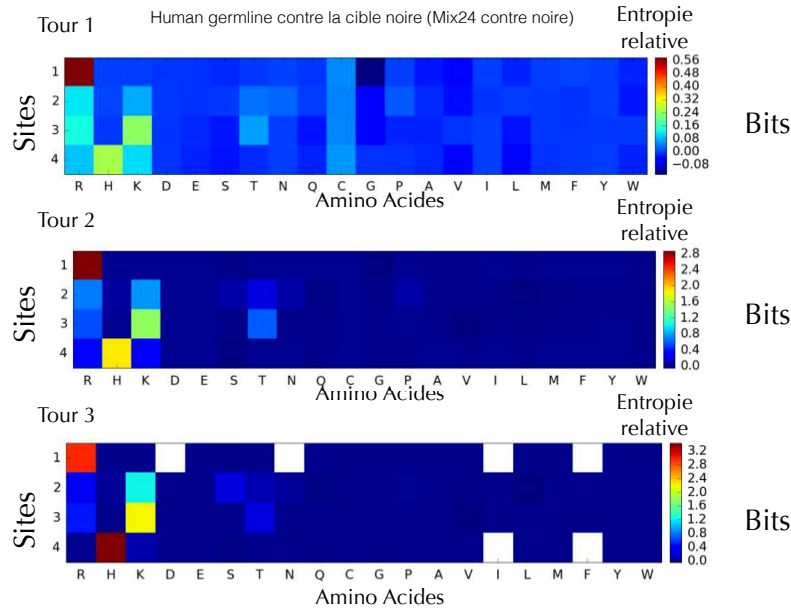 Tour 1
Human germline contre la cible noire (Mix24 contre noire)
Entropie
relative
Sites
1
2
3
4
R H K D E S T N Q C G P A V I L M F Y W
Amino Acides
0.56
0.48
0.40
0.32
0.24
0.16
0.08
0.00
−0.08
Bits
Tour 2
Entropie
relative
Sites
1
2
3
4
R H K D E S T N Q C G P A V I L M F Y W
Amino Acides
2.8
2.4
2.0
1.6
1.2
0.8
0.4
0.0
Bits
Tour 3
Entropie
relative
Sites
1
2
3
4
R H K D E S T N Q C G P A V I L M F Y W
Amino Acides
3.2
2.8
2.4
2.0
1.6
1.2
0.8
0.4
0.0
Bits